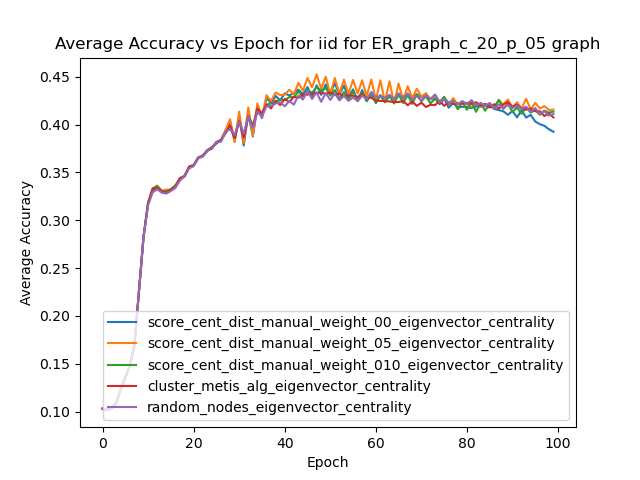 Average Accuracy vs Epoch for iid for ER_graph_c_20_p_05 graph
Average Accuracy
0.45
0.40
0.35
0.30
0.25
0.20
0.15
0.10
score_cent_dist_manual_weight_00_eigenvector_centrality
score_cent_dist_manual_weight_05_eigenvector_centrality
score_cent_dist_manual_weight_010_eigenvector_centrality
cluster_metis_alg_eigenvector_centrality
random_nodes_eigenvector_centrality
0 20 40 60 80 100
Epoch